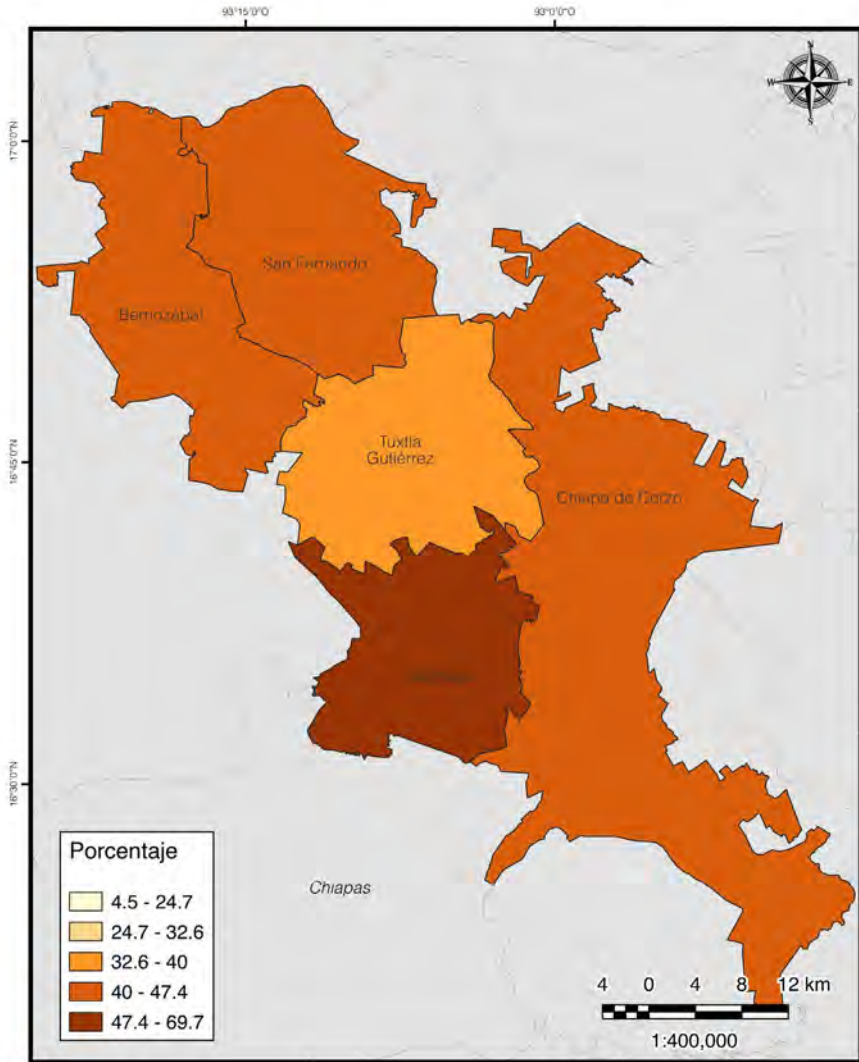 93°15'0"O
93°0'0"O
N
W
E
S
17°0'0"N
San Fernando
Berriozábal
Tuxtla
Gutiérrez
16°45'0"N
Chiapa de Corzo
16°30'0"N
Porcentaje
4.5 - 24.7
24.7 - 32.6
32.6 - 40
40 - 47.4
47.4 - 69.7
Chiapas
4 0 4 8 12 km
1:400,000